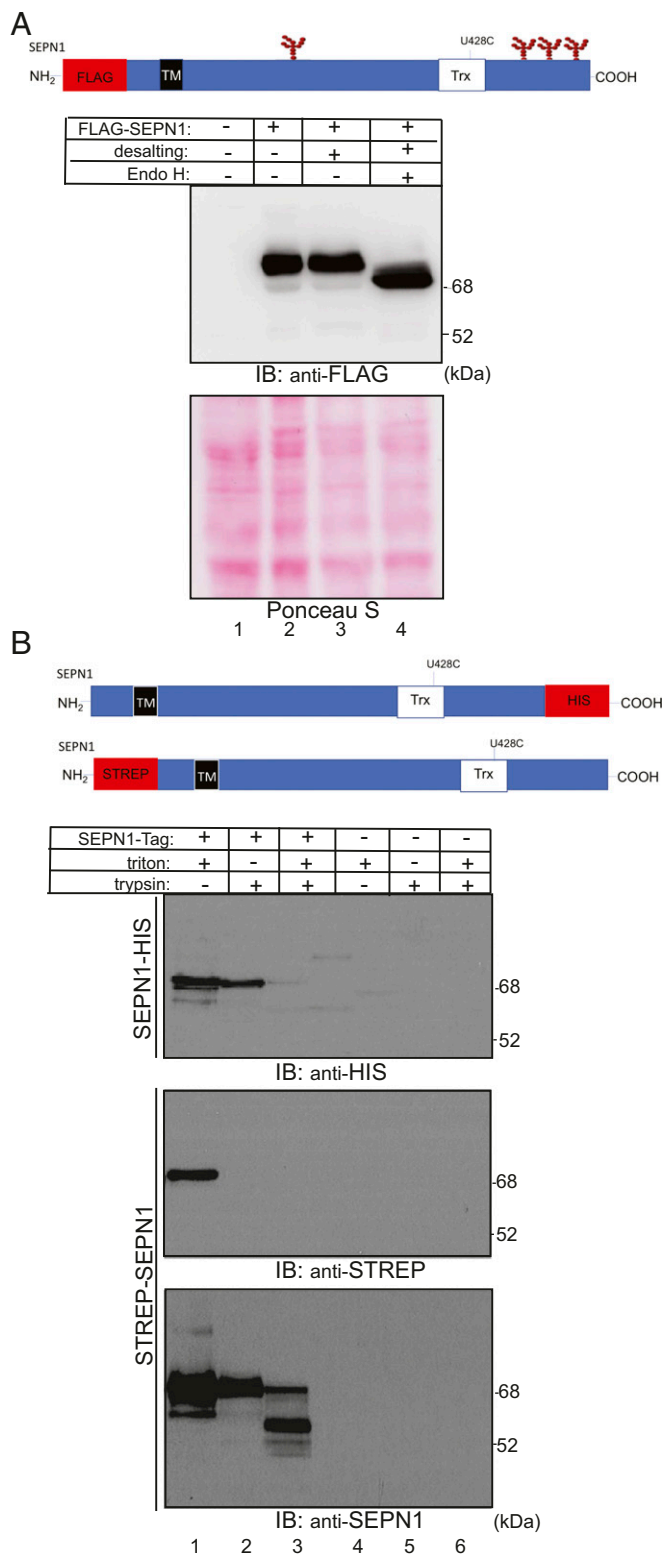 A
SEPN1
U428C
NH2 FLAG TM Trx COOH
FLAG-SEPN1: - + + +
desalting: - - + +
Endo H: - - - +
- 68
- 52
IB: anti-FLAG (kDa)
Ponceau S
1 2 3 4
B
U428C
SEPN1
NH2 TM Trx HIS COOH
SEPN1 U428C
NH2 STREP TM Trx COOH
SEPN1-Tag: + + + - - -
triton: + - + + - +
trypsin: - + + - + +
SEPN1-HIS
-68
-52
IB: anti-HIS
STREP-SEPN1
-68
-52
IB: anti-STREP
-68
-52
IB: anti-SEPN1 (kDa)
1 2 3 4 5 6